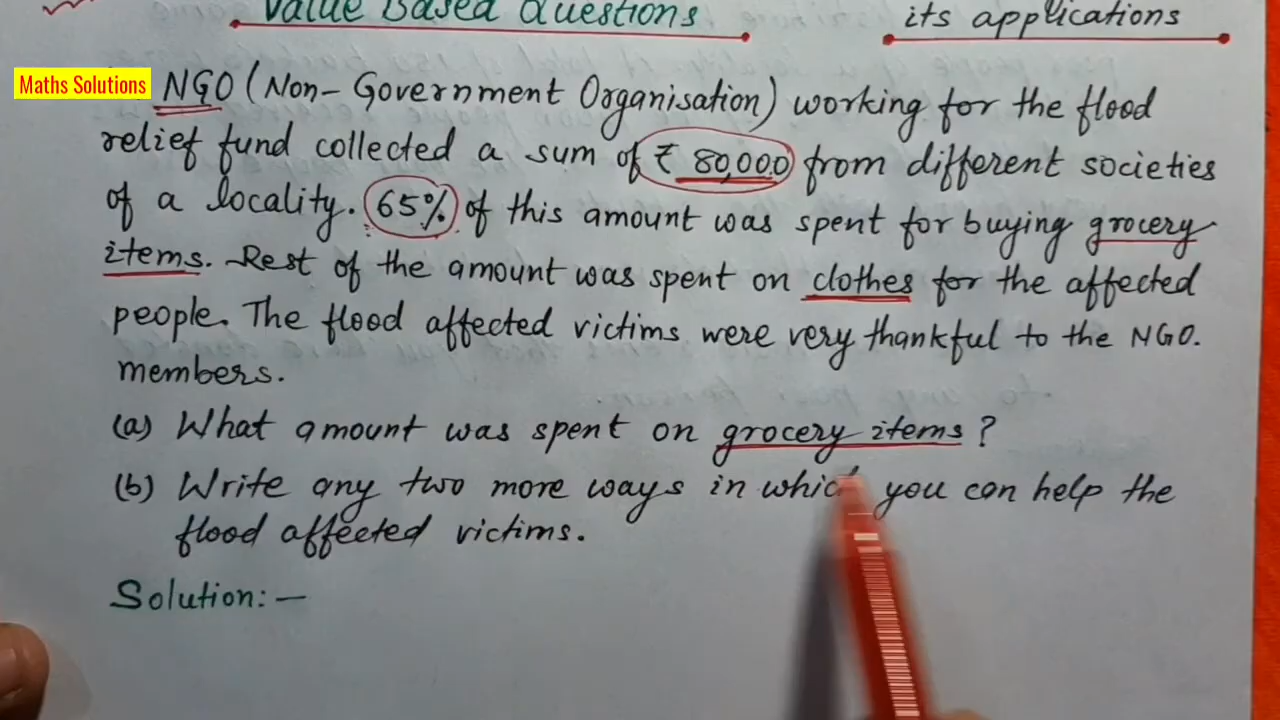 Value Based Questions its applications
Maths Solutions
NGO (Non-Government Organisation) working for the flood
relief fund collected a sum of ₹ 80,000 from different societies
of a locality. 65% of this amount was spent for buying grocery
items. Rest of the amount was spent on clothes for the affected
people. The flood affected victims were very thankful to the NGO.
members.
(a) What amount was spent on grocery items?
(b) Write any two more ways in which you can help the
flood affected victims.
Solution:-